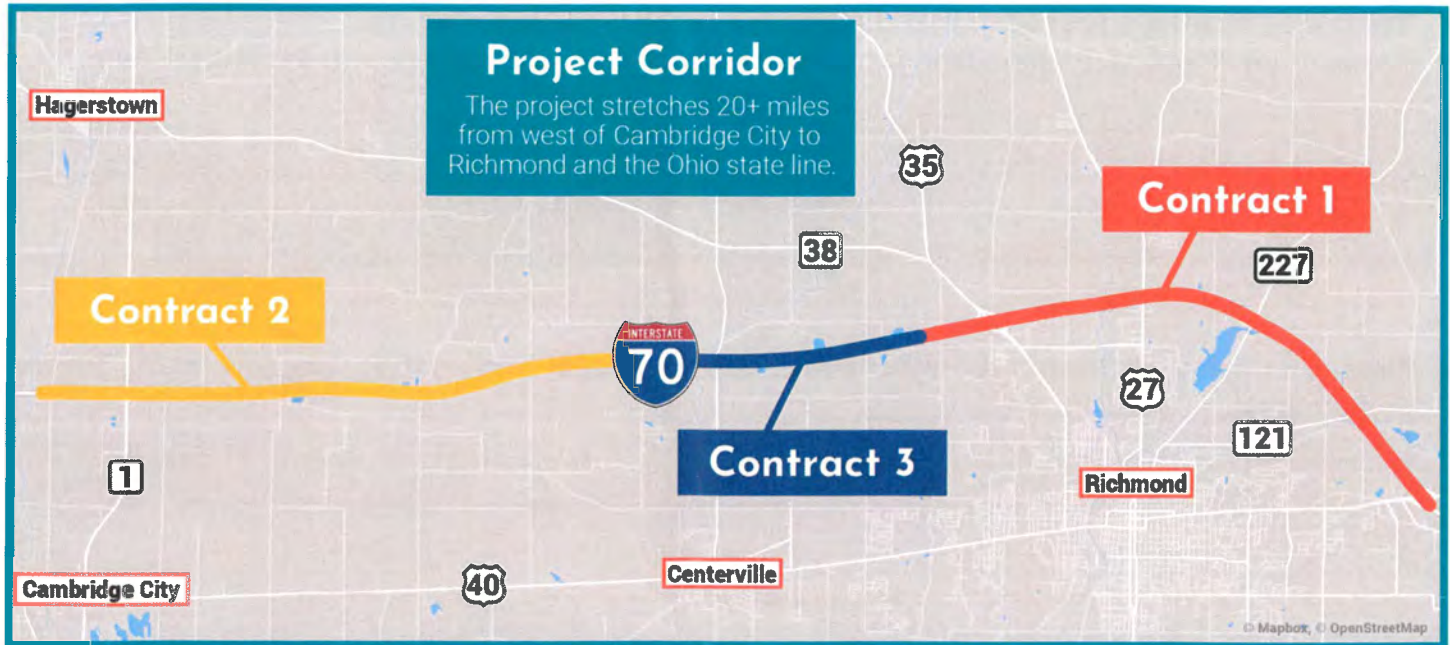 Project Corridor
The project stretches 20+ miles
from west of Cambridge City to
Richmond and the Ohio state line.
Hagerstown
35
Contract 1
38
227
Contract 2
INTERSTATE
70
27
121
Contract 3
1
Richmond
Centerville
40
Cambridge City
© Mapbox, © OpenStreetMap